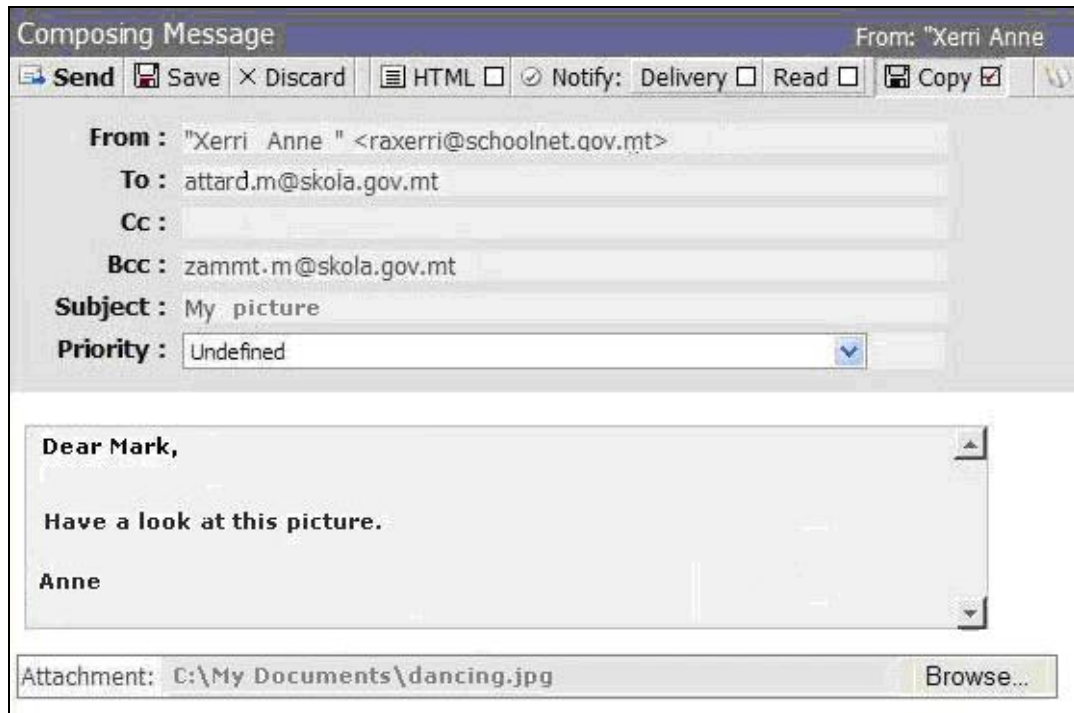 Composing Message From: "Xerri Anne
Send Save Discard HTML Notify: Delivery Read Copy
From : "Xerri Anne " <raxerri@schoolnet.gov.mt>
To : attard.m@skola.gov.mt
Cc :
Bcc : zammt.m@skola.gov.mt
Subject : My picture
Priority : Undefined
Dear Mark,
Have a look at this picture.
Anne
Attachment: C:\My Documents\dancing.jpg Browse...